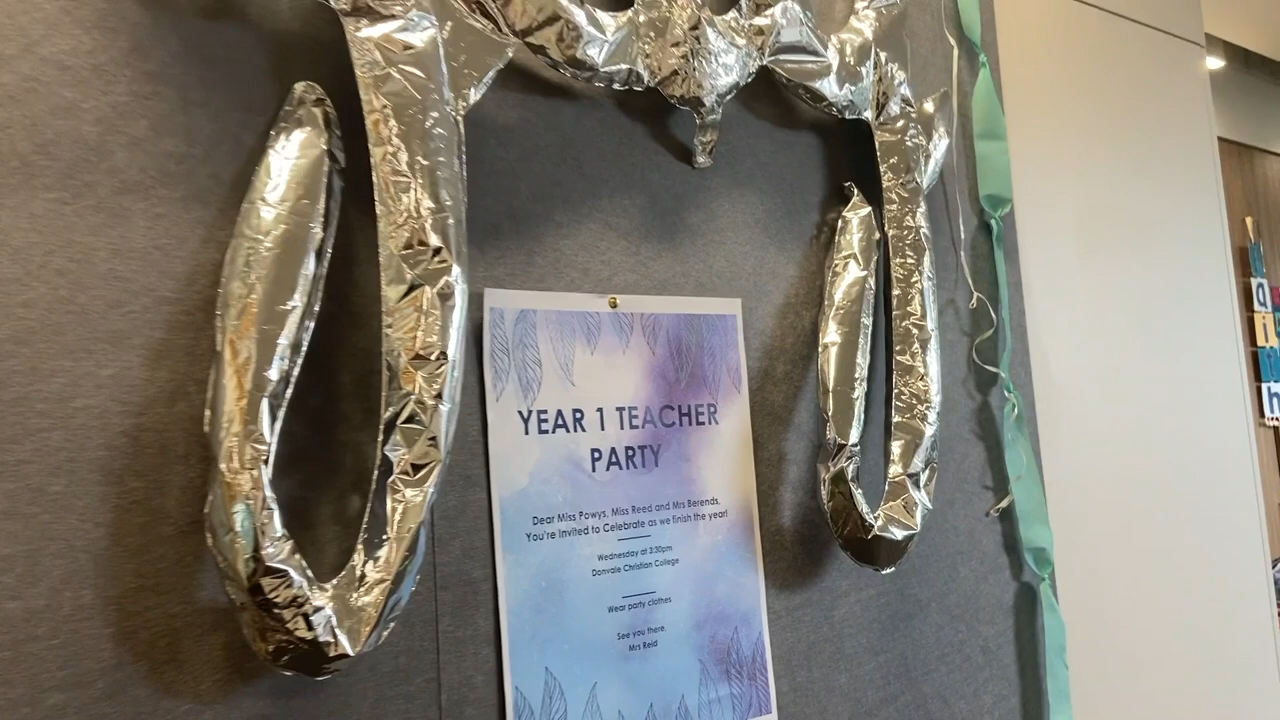 YEAR 1 TEACHER
PARTY
Dear Miss Powys, Miss Reed and Mrs Berends,
You're Invited to Celebrate as we finish the year!
Wednesday at 3:30pm
Donvale Christian College
Wear party clothes
See you there,
Mrs Reid